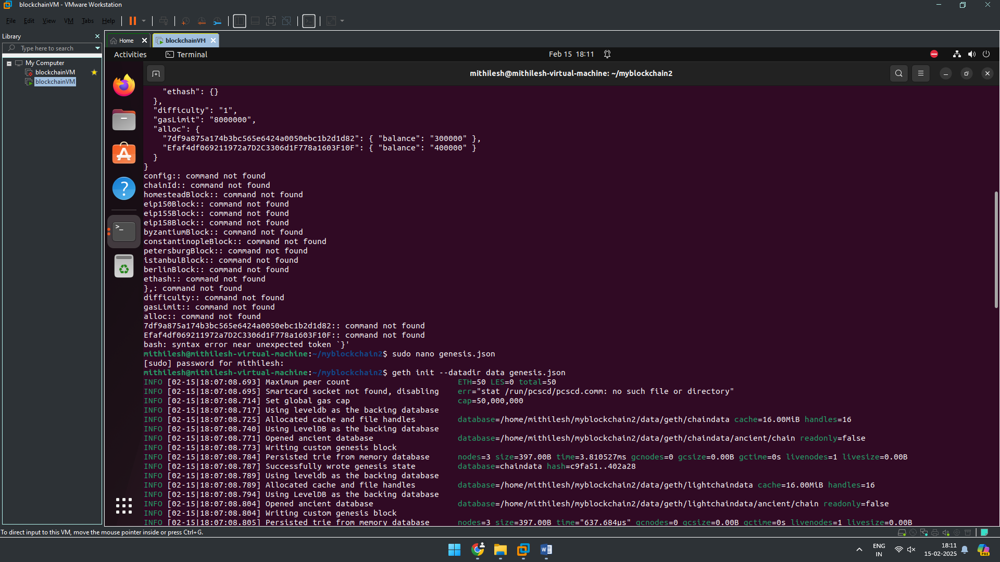 blockchainVM - VMware Workstation
File Edit View VM Tabs Help
Library
Type here to search
My Computer
blockchainVM
blockchainVM
Home
blockchainVM
Activities
Terminal
Feb 15 18:11
mithilesh@mithilesh-virtual-machine: ~/myblockchain2
"ethash": {}
},
"difficulty": "1",
"gasLimit": "8000000",
"alloc": {
"7df9a875a174b3bc565e6424a0050ebc1b2d1d82": { "balance": "300000" },
"Efaf4df069211972a7D2C3306d1F778a1603F10F": { "balance": "400000" }
}
}
config:: command not found
chainId:: command not found
homesteadBlock:: command not found
eip150Block:: command not found
eip155Block:: command not found
eip158Block:: command not found
byzantiumBlock:: command not found
constantinopleBlock:: command not found
petersburgBlock:: command not found
istanbulBlock:: command not found
berlinBlock:: command not found
ethash:: command not found
},: command not found
difficulty:: command not found
gasLimit:: command not found
alloc:: command not found
7df9a875a174b3bc565e6424a0050ebc1b2d1d82:: command not found
Efaf4df069211972a7D2C3306d1F778a1603F10F:: command not found
bash: syntax error near unexpected token `}'
mithilesh@mithilesh-virtual-machine:~/myblockchain2$ sudo nano genesis.json
[sudo] password for mithilesh:
mithilesh@mithilesh-virtual-machine:~/myblockchain2$ geth init --datadir data genesis.json
INFO [02-15|18:07:08.693] Maximum peer count ETH=50 LES=0 total=50
INFO [02-15|18:07:08.695] Smartcard socket not found, disabling err="stat /run/pcscd/pcscd.comm: no such file or directory"
INFO [02-15|18:07:08.714] Set global gas cap cap=50,000,000
INFO [02-15|18:07:08.717] Using leveldb as the backing database
INFO [02-15|18:07:08.725] Allocated cache and file handles database=/home/mithilesh/myblockchain2/data/geth/chaindata cache=16.00MiB handles=16
INFO [02-15|18:07:08.740] Using LevelDB as the backing database
INFO [02-15|18:07:08.771] Opened ancient database database=/home/mithilesh/myblockchain2/data/geth/chaindata/ancient/chain readonly=false
INFO [02-15|18:07:08.773] Writing custom genesis block
INFO [02-15|18:07:08.784] Persisted trie from memory database nodes=3 size=397.00B time=3.810527ms gcnodes=0 gcsize=0.00B gctime=0s livenodes=1 livesize=0.00B
INFO [02-15|18:07:08.787] Successfully wrote genesis state database=chaindata hash=c9fa51..402a28
INFO [02-15|18:07:08.789] Using leveldb as the backing database
INFO [02-15|18:07:08.789] Allocated cache and file handles database=/home/mithilesh/myblockchain2/data/geth/lightchaindata cache=16.00MiB handles=16
INFO [02-15|18:07:08.794] Using LevelDB as the backing database
INFO [02-15|18:07:08.804] Opened ancient database database=/home/mithilesh/myblockchain2/data/geth/lightchaindata/ancient/chain readonly=false
INFO [02-15|18:07:08.804] Writing custom genesis block
INFO [02-15|18:07:08.805] Persisted trie from memory database nodes=3 size=397.00B time="637.684µs" gcnodes=0 gcsize=0.00B gctime=0s livenodes=1 livesize=0.00B
To direct input to this VM, move the mouse pointer inside or press Ctrl+G.
ENG
IN
18:11
15-02-2025
PRE